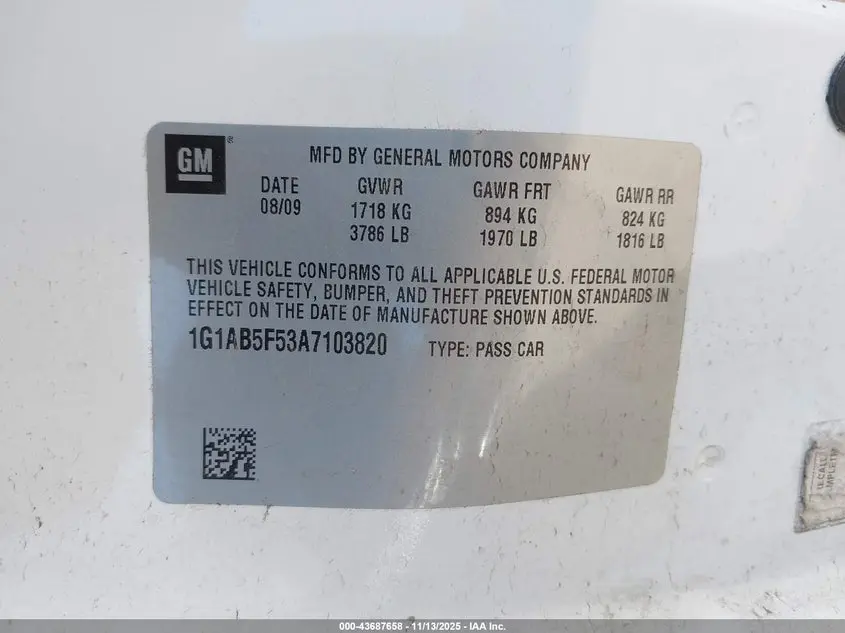 GM®
MFD BY GENERAL MOTORS COMPANY
DATE GVWR GAWR FRT GAWR RR
08/09 1718 KG 894 KG 824 KG
3786 LB 1970 LB 1816 LB
THIS VEHICLE CONFORMS TO ALL APPLICABLE U.S. FEDERAL MOTOR
VEHICLE SAFETY, BUMPER, AND THEFT PREVENTION STANDARDS IN
EFFECT ON THE DATE OF MANUFACTURE SHOWN ABOVE.
1G1AB5F53A7103820 TYPE: PASS CAR
000-43687658 - 11/13/2025 - IAA Inc.